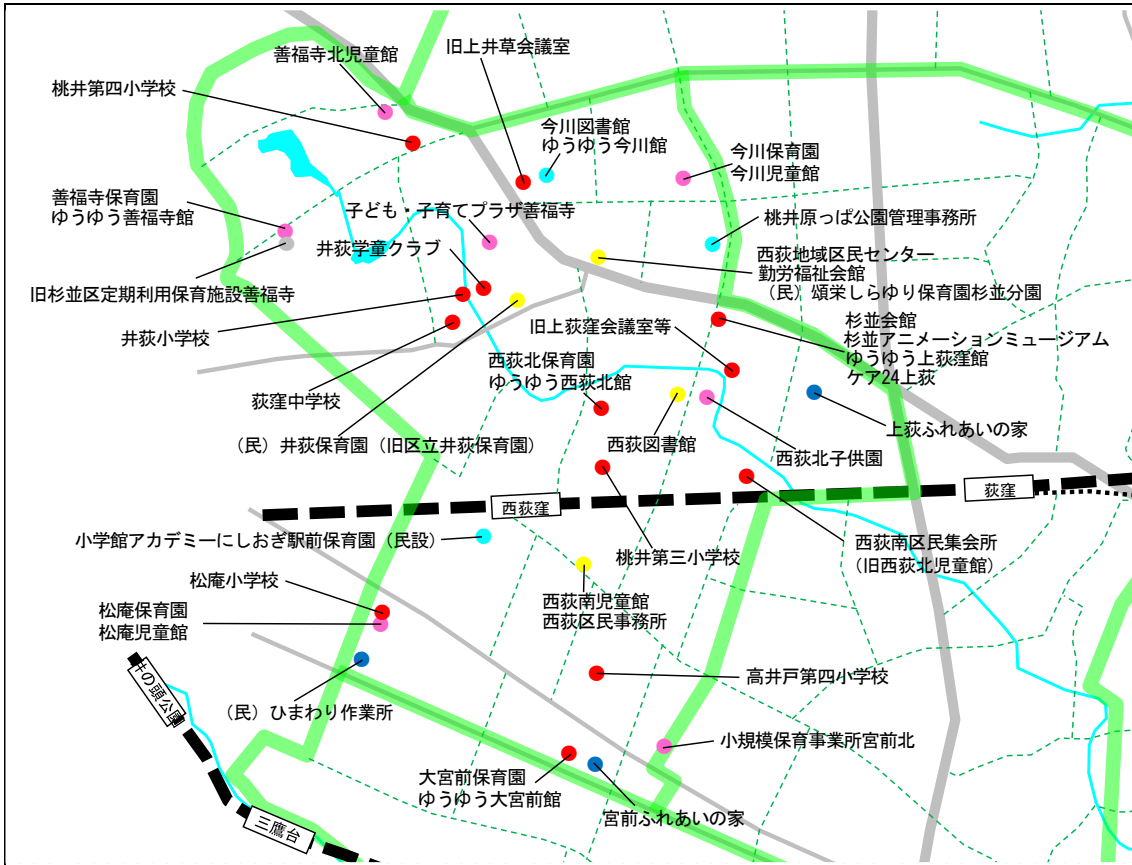 善福寺北児童館
旧上井草会議室
桃井第四小学校
今川図書館
ゆうゆう今川館
今川保育園
今川児童館
善福寺保育園
ゆうゆう善福寺館
子ども・子育てプラザ善福寺
桃井原っぱ公園管理事務所
井荻学童クラブ
西荻地域区民センター
勤労福祉会館
（民）頌栄しらゆり保育園杉並分園
旧杉並区定期利用保育施設善福寺
井荻小学校
旧上荻窪会議室等
杉並会館
杉並アニメーションミュージアム
ゆうゆう上荻窪館
ケア24上荻
西荻北保育園
ゆうゆう西荻北館
荻窪中学校
（民）井荻保育園（旧区立井荻保育園）
西荻図書館
上荻ふれあいの家
西荻北子供園
荻窪
西荻窪
小学館アカデミーにしおぎ駅前保育園（民設）
桃井第三小学校
西荻南区民集会所
（旧西荻北児童館）
松庵小学校
西荻南児童館
西荻区民事務所
松庵保育園
松庵児童館
井の頭公園
高井戸第四小学校
（民）ひまわり作業所
小規模保育事業所宮前北
大宮前保育園
ゆうゆう大宮前館
宮前ふれあいの家
三鷹台